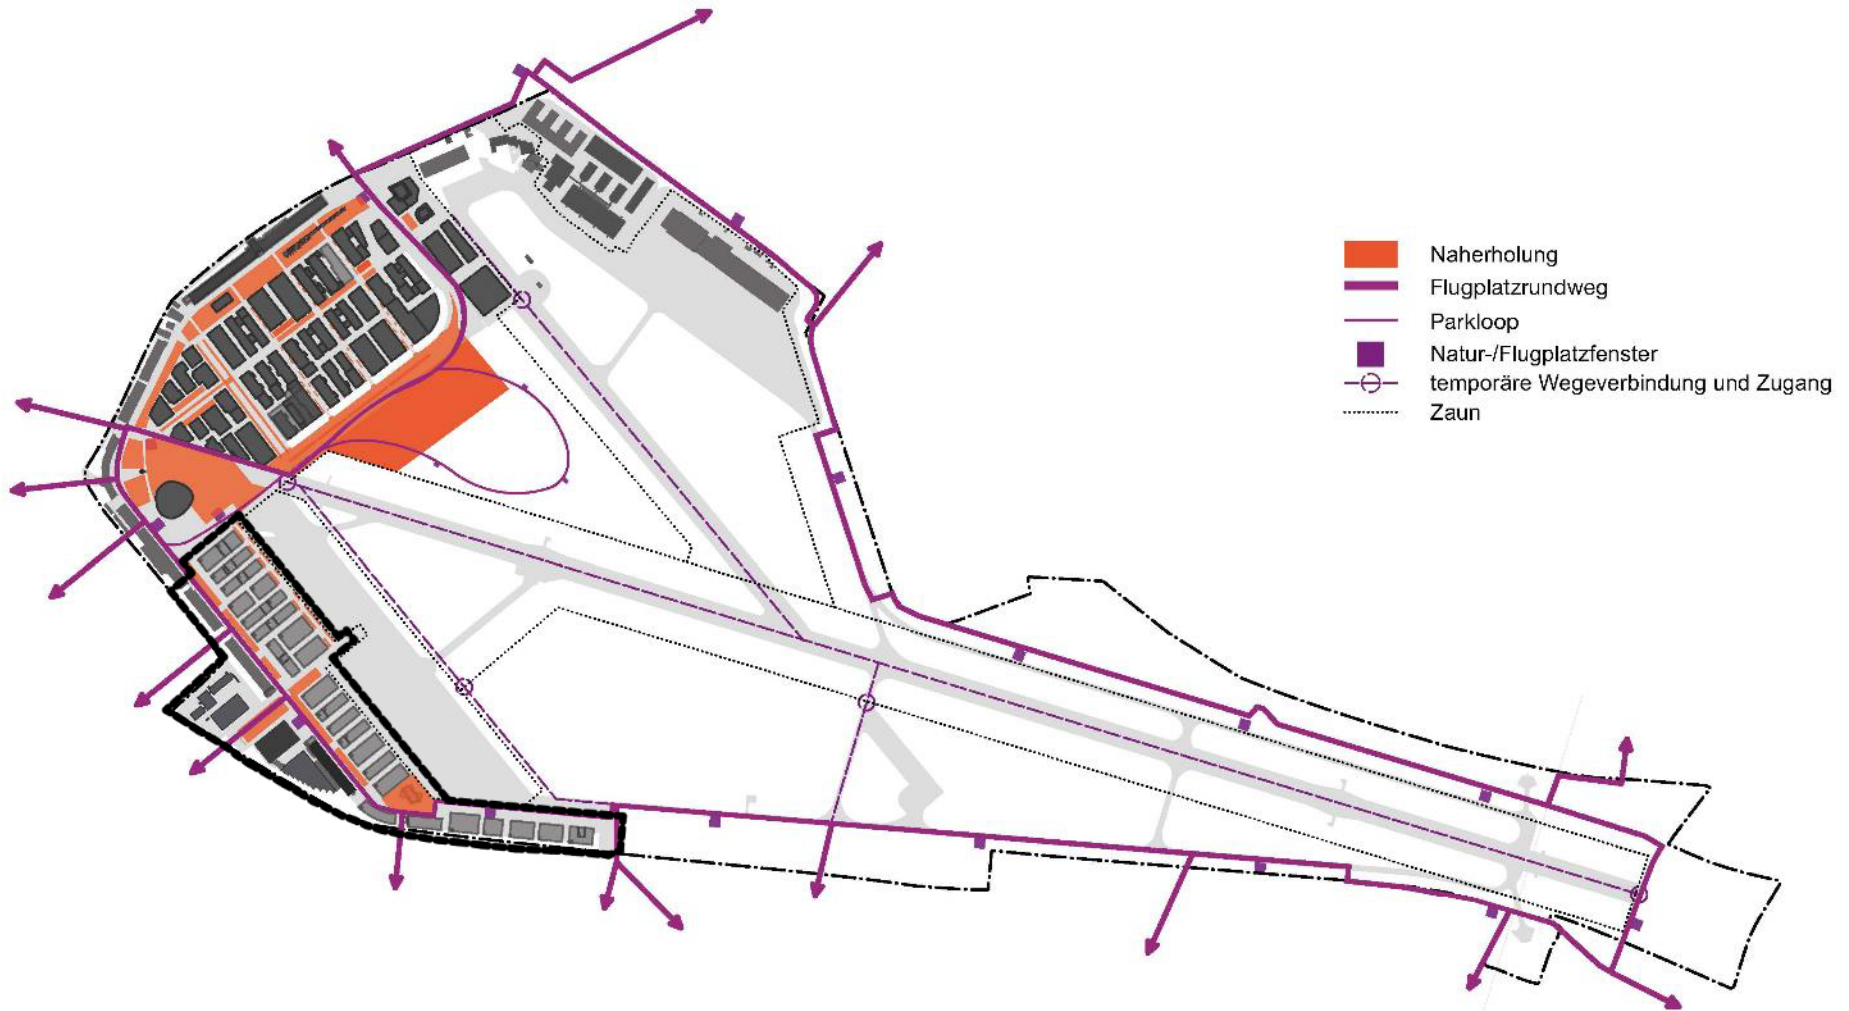 Naherholung
Flugplatzrundweg
Parkloop
Natur-/Flugplatzfenster
temporäre Wegeverbindung und Zugang
Zaun